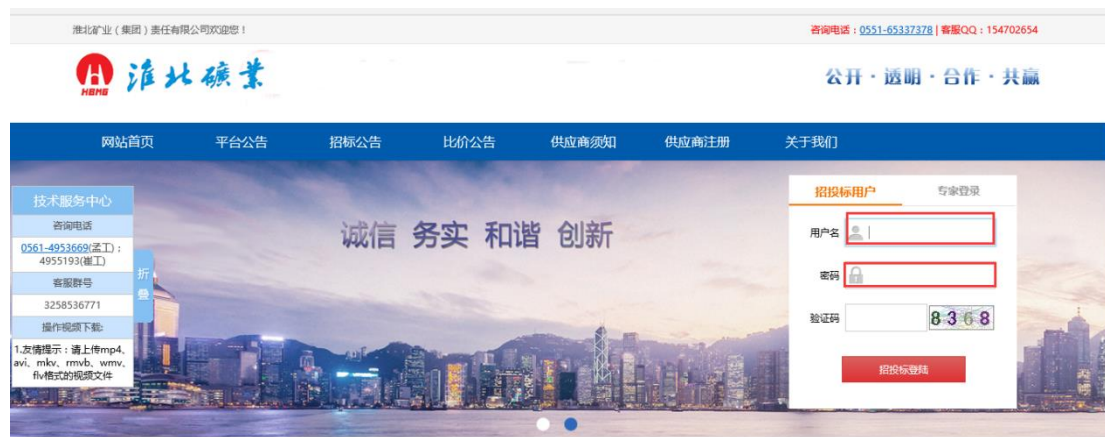 淮北矿业（集团）责任有限公司欢迎您！
咨询电话：0551-65337378 | 客服QQ：154702654
HBMG
淮北礦業
公开·透明·合作·共赢
网站首页 平台公告 招标公告 比价公告 供应商须知 供应商注册 关于我们
技术服务中心
咨询电话
0561-4953669(孟工)：
4955193(崔工)
客服群号
3258536771
操作视频下载:
1.友情提示：请上传mp4、
avi、mkv、rmvb、wmv、
flv格式的视频文件
折
叠
诚信 务实 和谐 创新
招投标用户 专家登录
用户名
密码
验证码 8368
招投标登陆